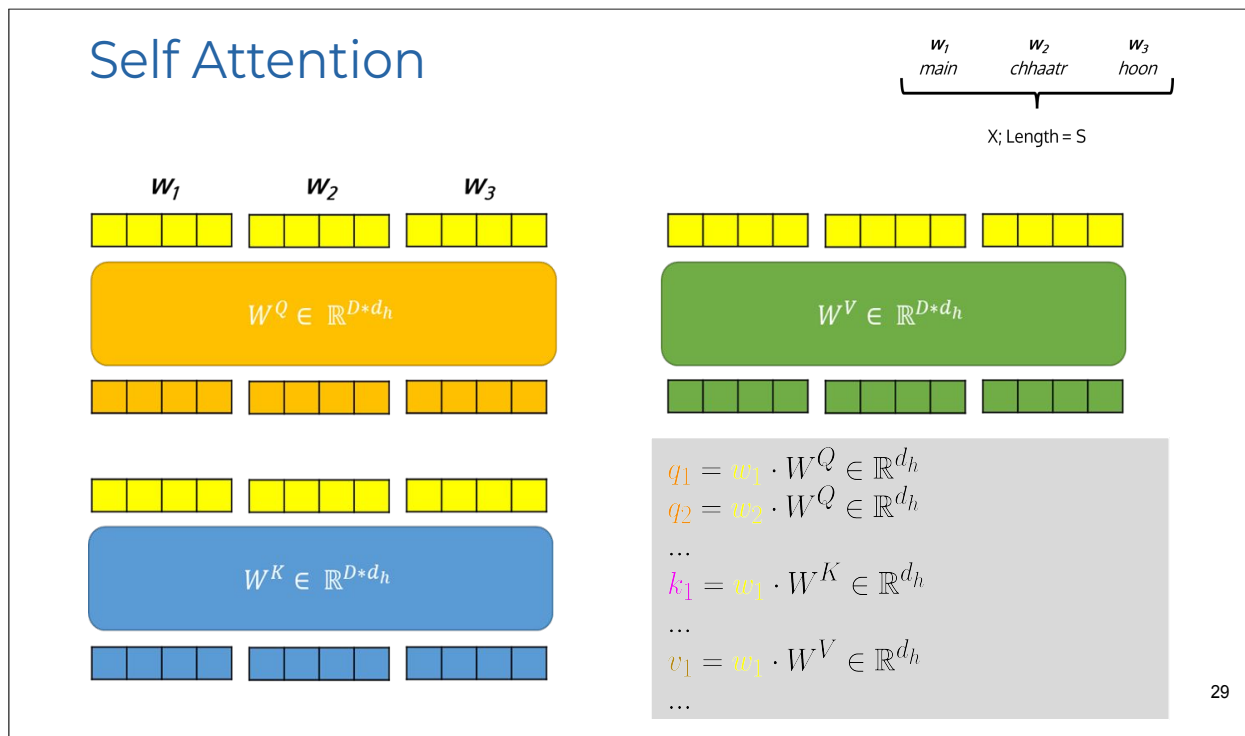 Self Attention
w₁ w₂ w₃
main chhaatr hoon
X; Length = S
w₁ w₂ w₃
W^Q ∈ ℝ^{D*d_h}
W^V ∈ ℝ^{D*d_h}
W^K ∈ ℝ^{D*d_h}
q₁ = w₁ · W^Q ∈ ℝ^{d_h}
q₂ = w₂ · W^Q ∈ ℝ^{d_h}
...
k₁ = w₁ · W^K ∈ ℝ^{d_h}
...
v₁ = w₁ · W^V ∈ ℝ^{d_h}
...
29